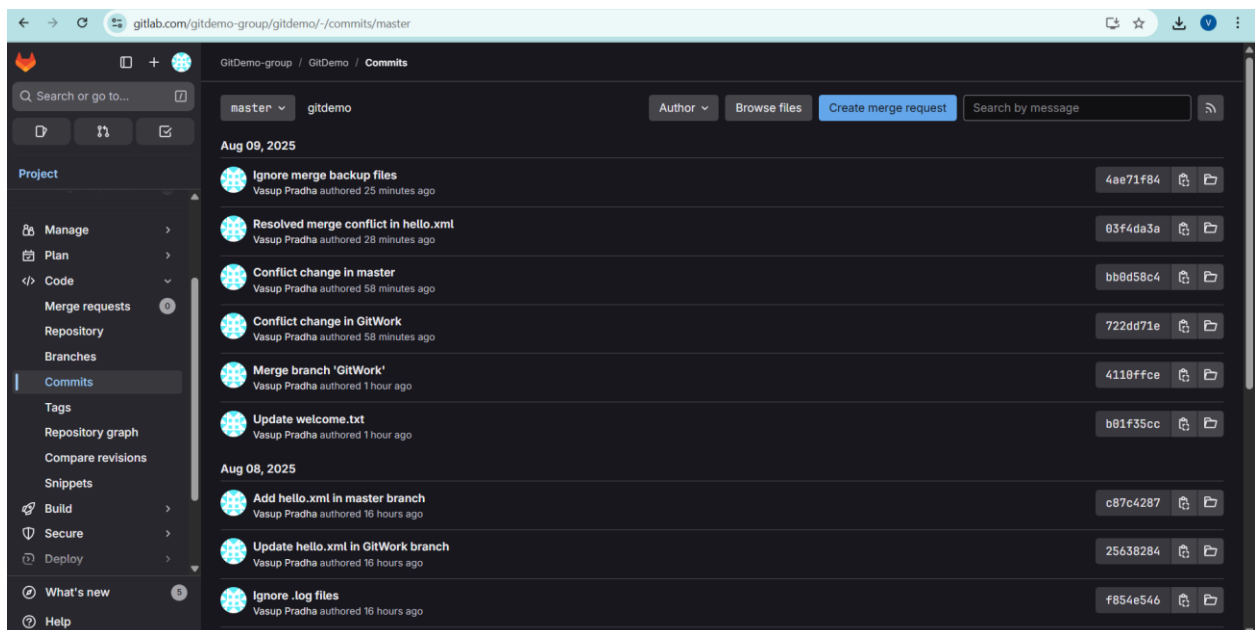 gitlab.com/gitdemo-group/gitdemo/-/commits/master
V
GitDemo-group / GitDemo / Commits
Search or go to... /
master gitdemo Author Browse files Create merge request Search by message
Project
Manage
Plan
Code
Merge requests 0
Repository
Branches
Commits
Tags
Repository graph
Compare revisions
Snippets
Build
Secure
Deploy
What's new 5
Help
Aug 09, 2025
Ignore merge backup files
Vasup Pradha authored 25 minutes ago
4ae71f84
Resolved merge conflict in hello.xml
Vasup Pradha authored 28 minutes ago
03f4da3a
Conflict change in master
Vasup Pradha authored 58 minutes ago
bb0d58c4
Conflict change in GitWork
Vasup Pradha authored 58 minutes ago
722dd71e
Merge branch 'GitWork'
Vasup Pradha authored 1 hour ago
4110ffce
Update welcome.txt
Vasup Pradha authored 1 hour ago
b01f35cc
Aug 08, 2025
Add hello.xml in master branch
Vasup Pradha authored 16 hours ago
c87c4287
Update hello.xml in GitWork branch
Vasup Pradha authored 16 hours ago
25638284
Ignore .log files
Vasup Pradha authored 16 hours ago
f854e546